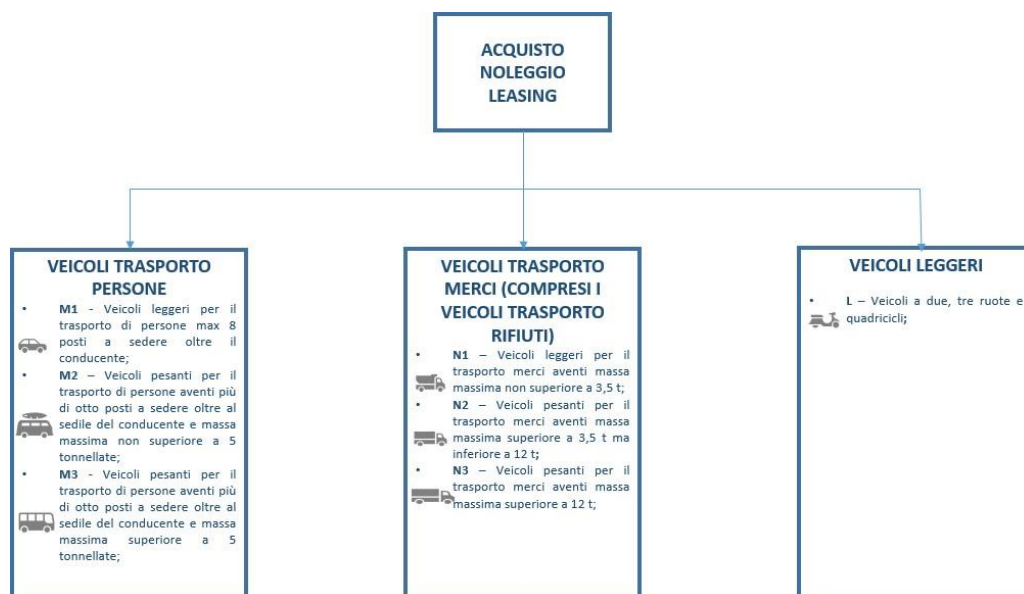 ACQUISTO
NOLEGGIO
LEASING
VEICOLI TRASPORTO
PERSONE
• M1 - Veicoli leggeri per il
trasporto di persone max 8
posti a sedere oltre il
conducente;
• M2 – Veicoli pesanti per il
trasporto di persone aventi più
di otto posti a sedere oltre al
sedile del conducente e massa
massima non superiore a 5
tonnellate;
• M3 - Veicoli pesanti per il
trasporto di persone aventi più
di otto posti a sedere oltre al
sedile del conducente e massa
massima superiore a 5
tonnellate;
VEICOLI TRASPORTO
MERCI (COMPRESI I
VEICOLI TRASPORTO
RIFIUTI)
• N1 – Veicoli leggeri per il
trasporto merci aventi massa
massima non superiore a 3,5 t;
• N2 – Veicoli pesanti per il
trasporto merci aventi massa
massima superiore a 3,5 t ma
inferiore a 12 t;
• N3 – Veicoli pesanti per il
trasporto merci aventi massa
massima superiore a 12 t;
VEICOLI LEGGERI
• L – Veicoli a due, tre ruote e
quadricicli;